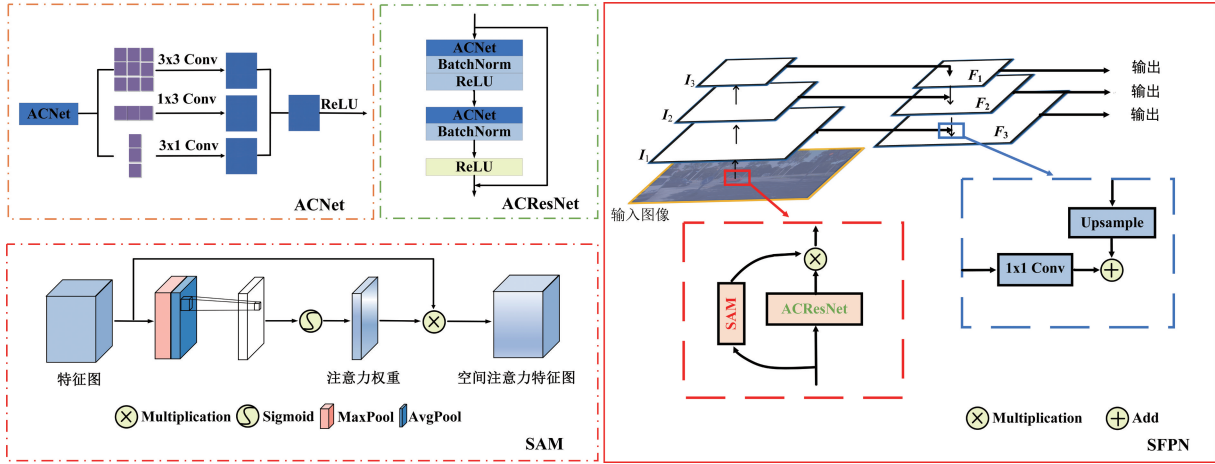 3x3 Conv
1x3 Conv
3x1 Conv
ACNet
ReLU
ACNet
ACNet
BatchNorm
ReLU
ACNet
BatchNorm
ReLU
ACResNet
特征图
注意力权重
空间注意力特征图
Multiplication
Sigmoid
MaxPool
AvgPool
SAM
I3
I2
I1
F1
F2
F3
输出
输出
输出
输入图像
SAM
ACResNet
Upsample
1x1 Conv
Multiplication
Add
SFPN